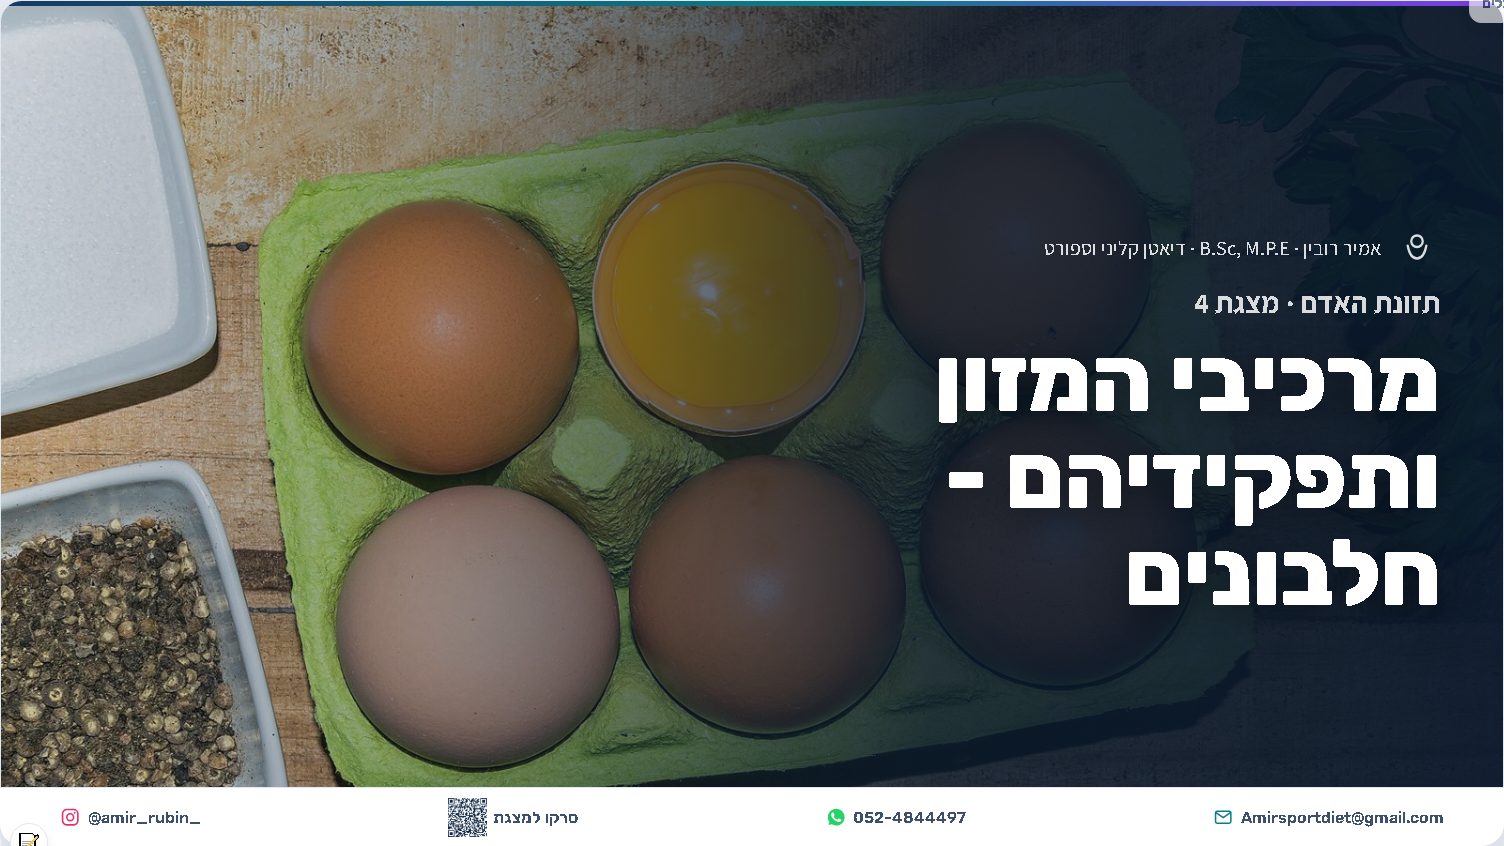 אמיר רובין · B.Sc, M.P.E · דיאטן קליני וספורט
תזונת האדם · מצגת 4
מרכיבי המזון
ותפקידיהם -
חלבונים
Amirsportdiet@gmail.com
052-4844497
סרקו למצגת
@amir_rubin_